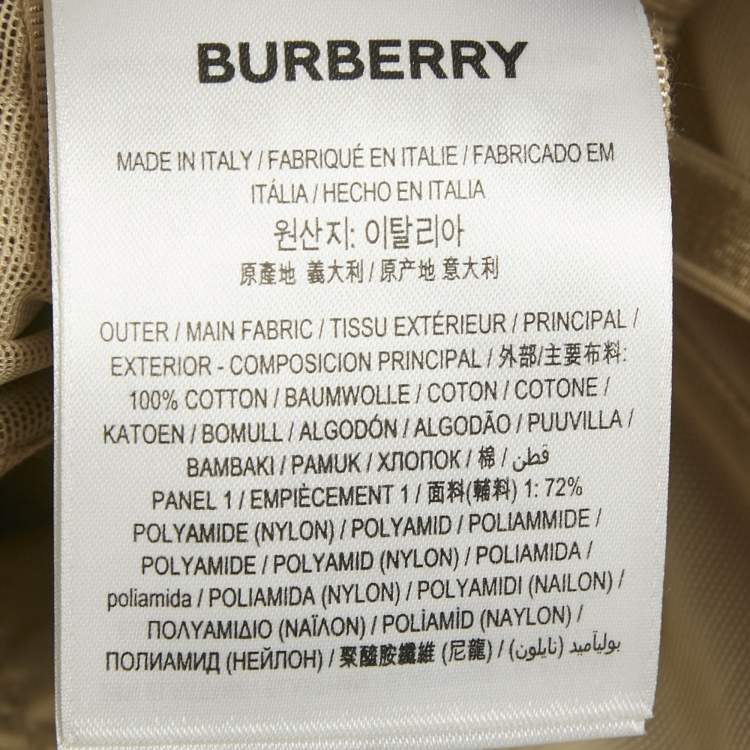 BURBERRY
MADE IN ITALY / FABRIQUÉ EN ITALIE / FABRICADO EM
ITÁLIA / HECHO EN ITALIA
원산지: 이탈리아
原產地 義大利 / 原产地 意大利
OUTER / MAIN FABRIC / TISSU EXTÉRIEUR / PRINCIPAL /
EXTERIOR - COMPOSICION PRINCIPAL / 外部/主要布料:
100% COTTON / BAUMWOLLE / COTON / COTONE /
KATOEN / BOMULL / ALGODÓN / ALGODÃO / PUUVILLA /
BAMBAKI / PAMUK / ХЛОПОК / 棉 / قطن
PANEL 1 / EMPIÈCEMENT 1 / 面料(輔料) 1: 72%
POLYAMIDE (NYLON) / POLYAMID / POLIAMMIDE /
POLYAMIDE / POLYAMID (NYLON) / POLIAMIDA /
poliamida / POLIAMIDA (NYLON) / POLYAMIDI (NAILON) /
ΠΟΛΥΑΜΙΔΙΟ (ΝΑΪΛΟΝ) / POLİAMİD (NAYLON) /
ПОЛИАМИД (НЕЙЛОН) / 聚醯胺纖維 (尼龍) / بولیآمید (نایلون)